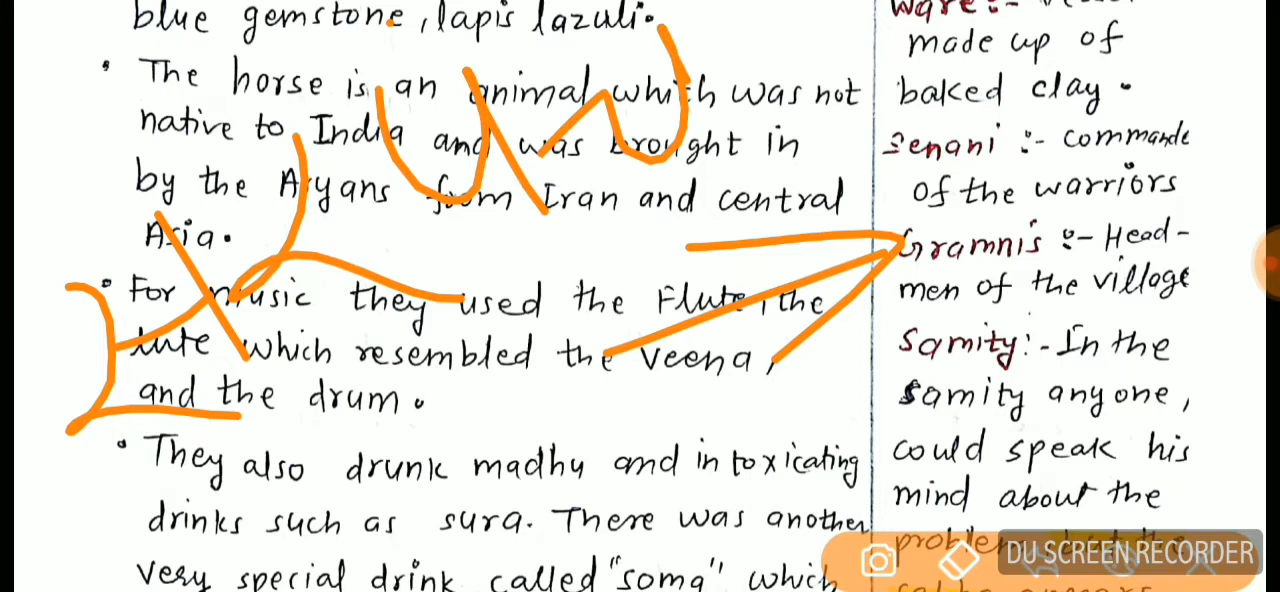 blue gemstone, lapis lazuli.
• The horse is an animal which was not
native to India and was brought in
by the Aryans from Iran and central
Asia.
• For music they used the Flute, the
lute which resembled the veena,
and the drum.
• They also drunk madhu and intoxicating
drinks such as sura. There was another
very special drink called "soma" which
ware:-
made up of
baked clay.
Senani :- commande
of the warriors
Gramnis :- Head-
men of the village
Samity:- In the
samity anyone,
could speak his
mind about the
DU SCREEN RECORDER